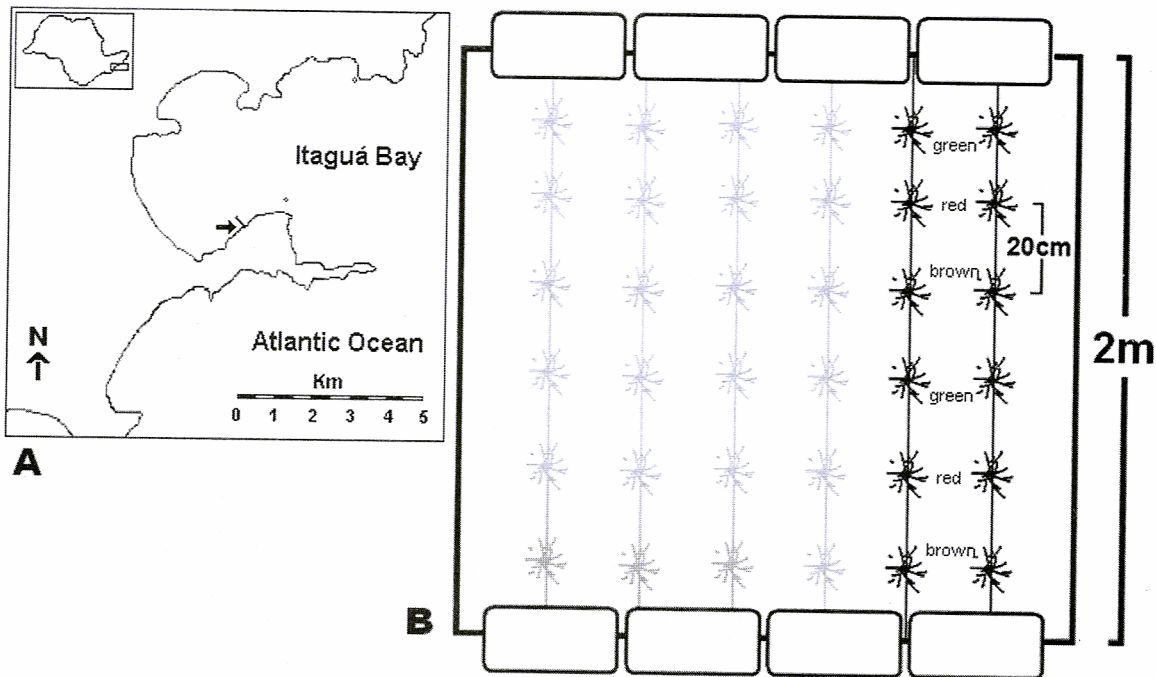 Itaguá Bay
N
Atlantic Ocean
Km
0 1 2 3 4 5
A
green
red
20cm
brown
2m
green
red
brown
B